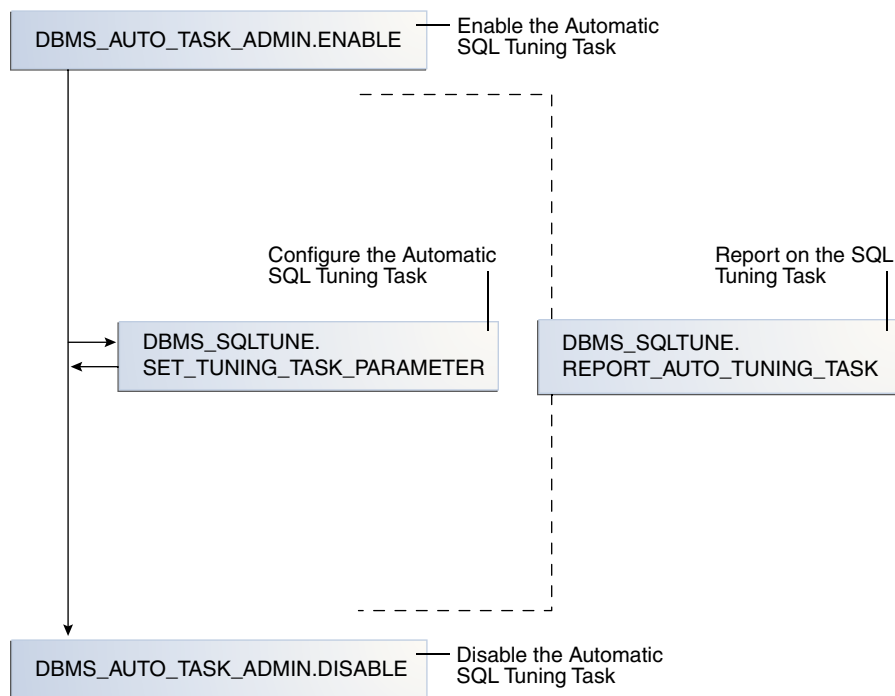 DBMS_AUTO_TASK_ADMIN.ENABLE
Enable the Automatic
SQL Tuning Task
Configure the Automatic
SQL Tuning Task
DBMS_SQLTUNE.
SET_TUNING_TASK_PARAMETER
Report on the SQL
Tuning Task
DBMS_SQLTUNE.
REPORT_AUTO_TUNING_TASK
DBMS_AUTO_TASK_ADMIN.DISABLE
Disable the Automatic
SQL Tuning Task